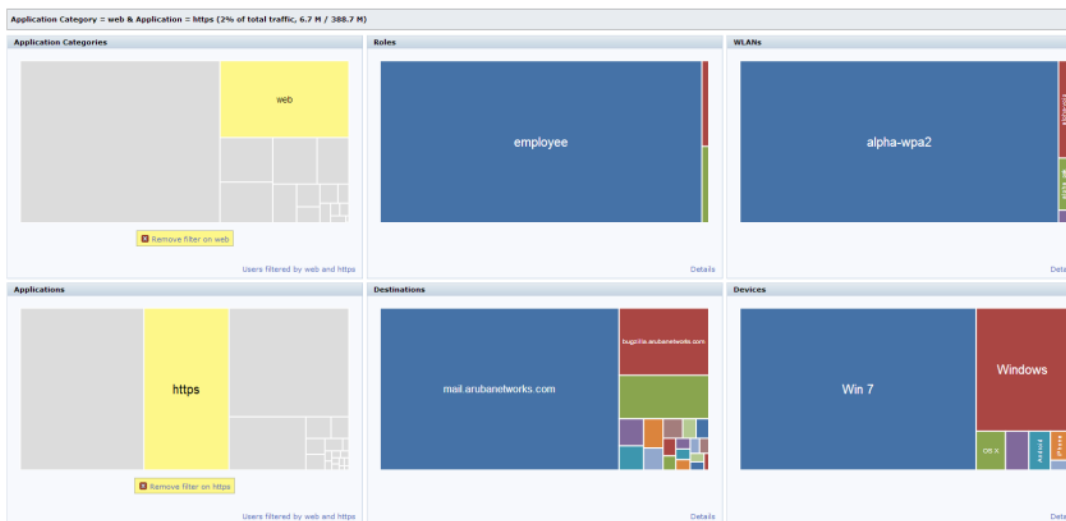 Application Category = web & Application = https (2% of total traffic, 6.7 M / 388.7 M)
Application Categories
web
Remove filter on web
Users filtered by web and https
Roles
employee
Details
WLANs
alpha-wpa2
Applications
https
Remove filter on https
Users filtered by web and https
Destinations
mail.arubanetworks.com
bugzilla.arubanetworks.com
Details
Devices
Win 7
Windows
OS X
Android
iPhone